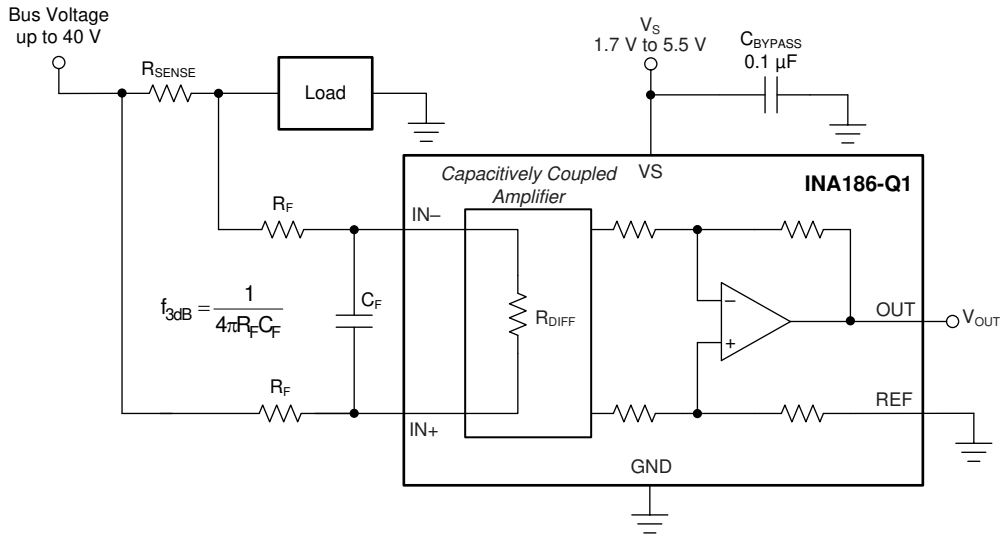 Bus Voltage
up to 40 V
R_SENSE
Load
V_S
1.7 V to 5.5 V
C_BYPASS
0.1 µF
Capacitively Coupled
Amplifier
VS
INA186-Q1
R_F
IN–
f_3dB = 1 / 4πR_FC_F
C_F
R_DIFF
–
+
OUT
V_OUT
R_F
IN+
REF
GND